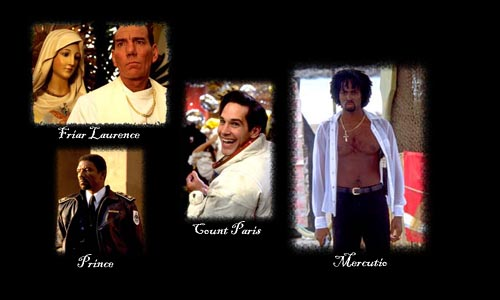 Friar Laurence
Count Paris
Prince
Mercutio